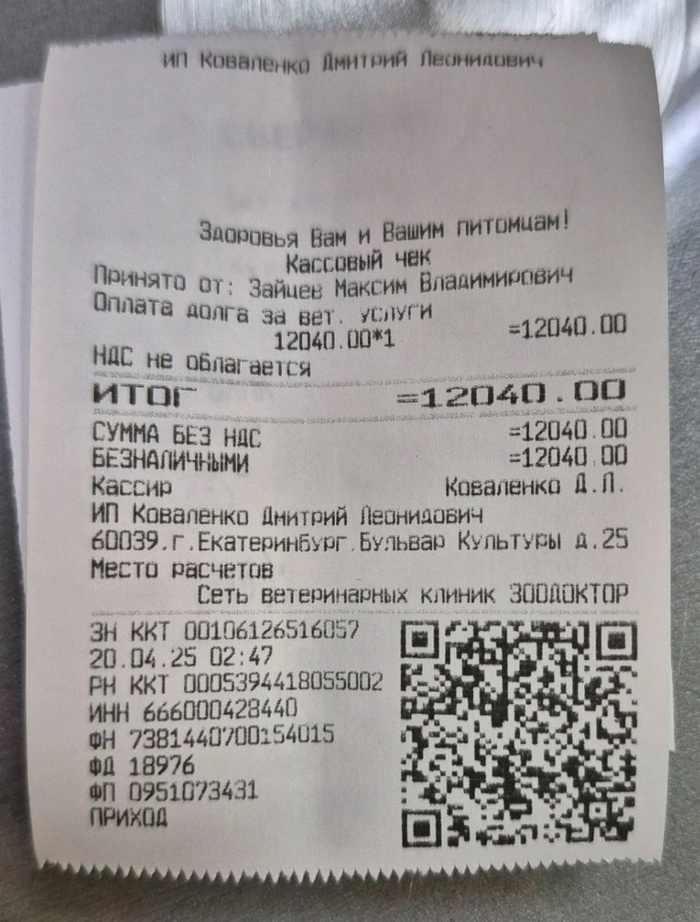 ИП Коваленко Дмитрий Леонидович
Здоровья Вам и Вашим питомцам!
Кассовый чек
Принято от: Зайцев Максим Владимирович
Оплата долга за вет. услуги
12040.00*1 =12040.00
НДС не облагается
ИТОГ =12040.00
СУММА БЕЗ НДС =12040.00
БЕЗНАЛИЧНЫМИ =12040.00
Кассир Коваленко Д.Л.
ИП Коваленко Дмитрий Леонидович
60039.г.Екатеринбург.Бульвар Культуры д.25
Место расчетов
Сеть ветеринарных клиник ЗООДОКТОР
ЗН ККТ 00106126516057
20.04.25 02:47
РН ККТ 0005394418055002
ИНН 666000428440
ФН 7381440700154015
ФД 18976
ФП 0951073431
ПРИХОД